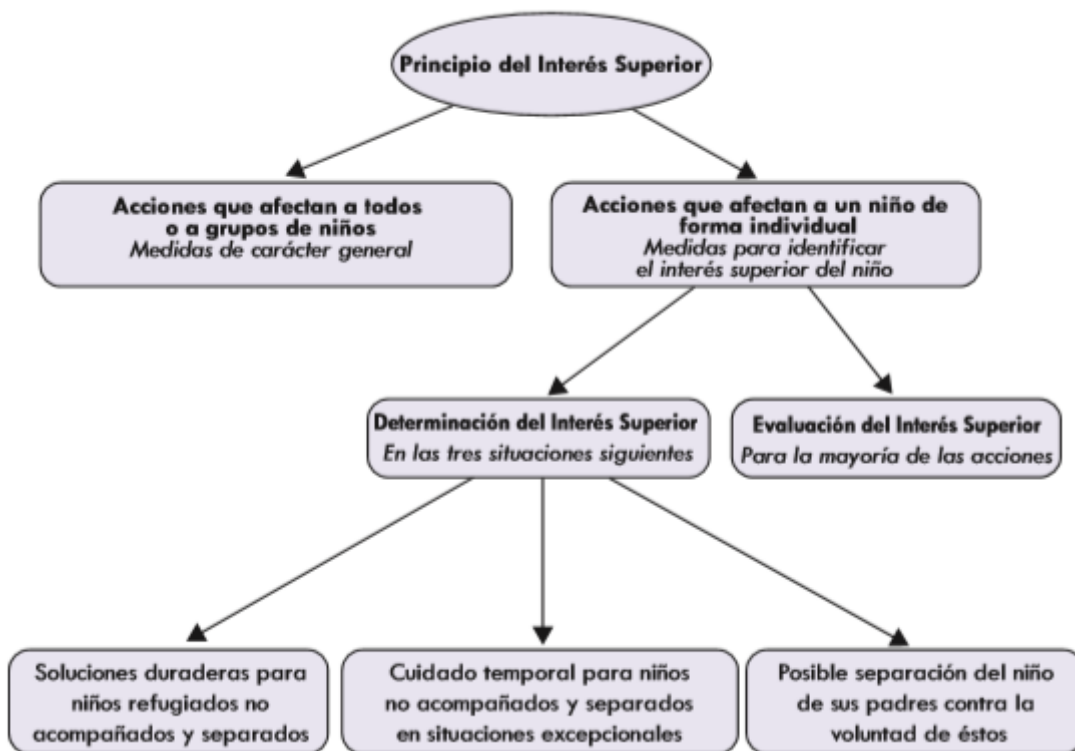 Principio del Interés Superior
Acciones que afectan a todos
o a grupos de niños
Medidas de carácter general
Acciones que afectan a un niño de
forma individual
Medidas para identificar
el interés superior del niño
Determinación del Interés Superior
En las tres situaciones siguientes
Evaluación del Interés Superior
Para la mayoría de las acciones
Soluciones duraderas para
niños refugiados no
acompañados y separados
Cuidado temporal para niños
no acompañados y separados
en situaciones excepcionales
Posible separación del niño
de sus padres contra la
voluntad de éstos